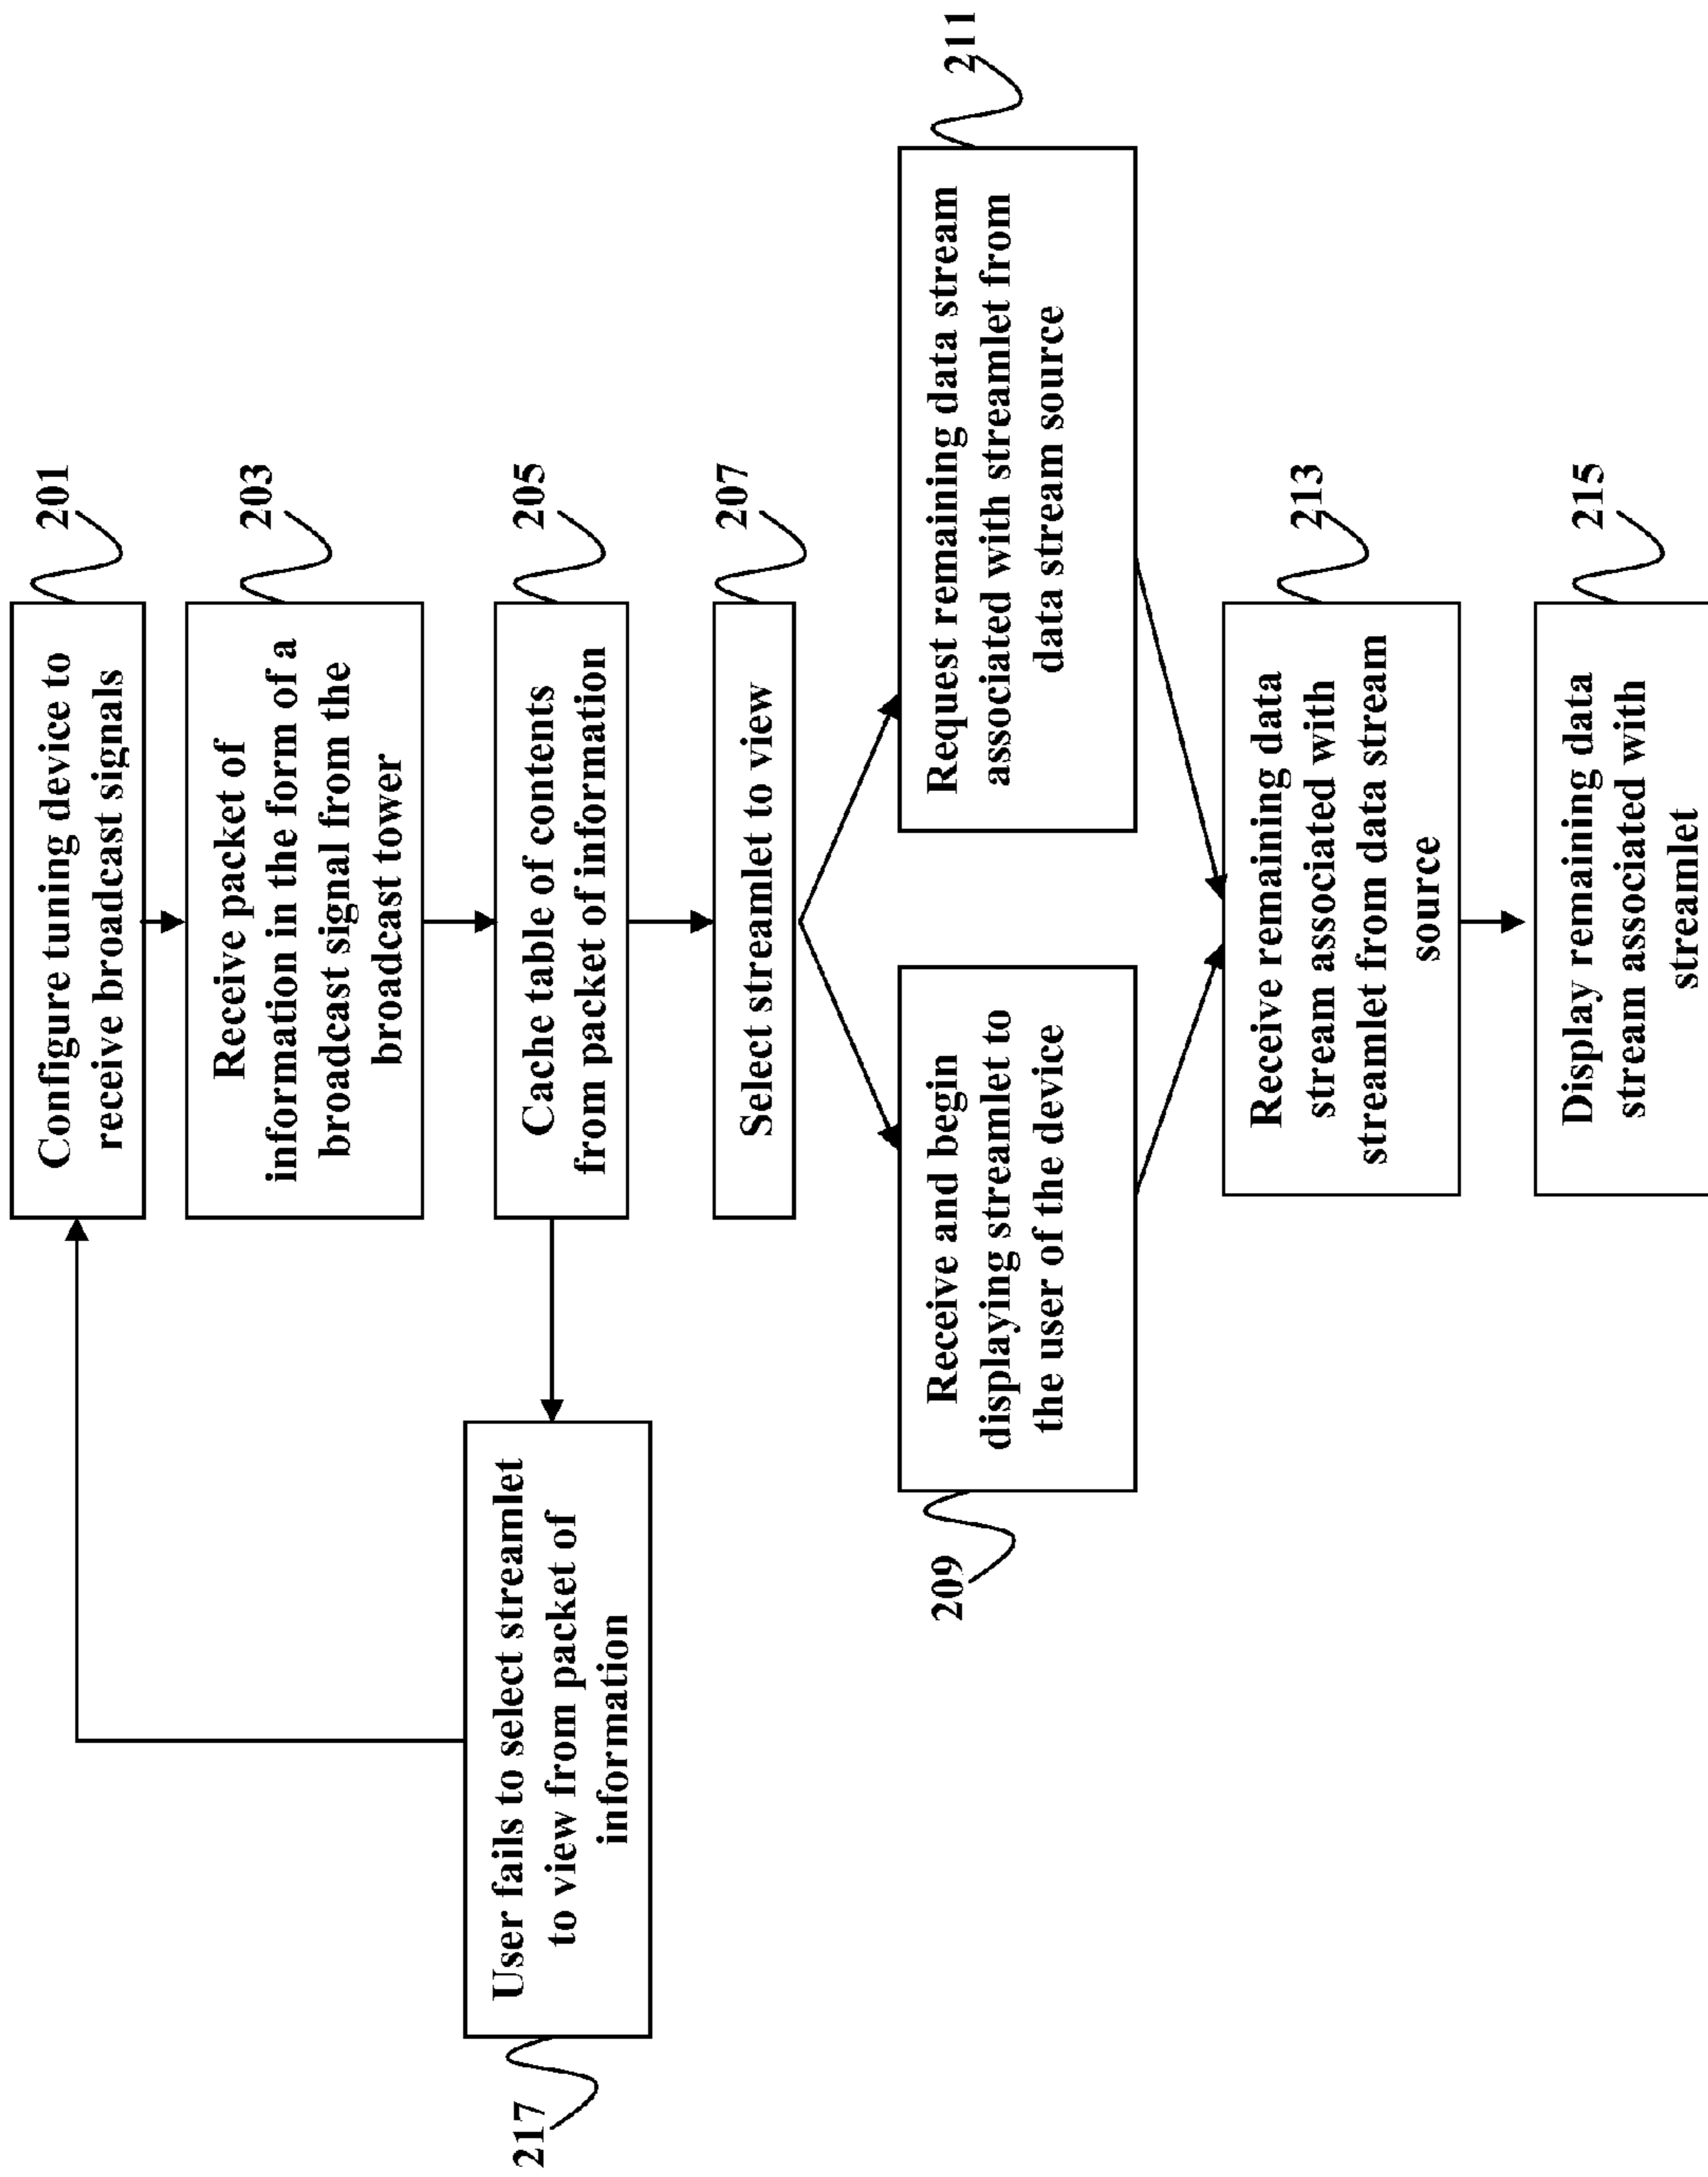 201
Configure tuning device to
receive broadcast signals
203
Receive packet of
information in the form of a
broadcast signal from the
broadcast tower
205
Cache table of contents
from packet of information
217
User fails to select streamlet
to view from packet of
information
207
Select streamlet to view
209
Receive and begin
displaying streamlet to
the user of the device
211
Request remaining data stream
associated with streamlet from
data stream source
213
Receive remaining data
stream associated with
streamlet from data stream
source
215
Display remaining data
stream associated with
streamlet